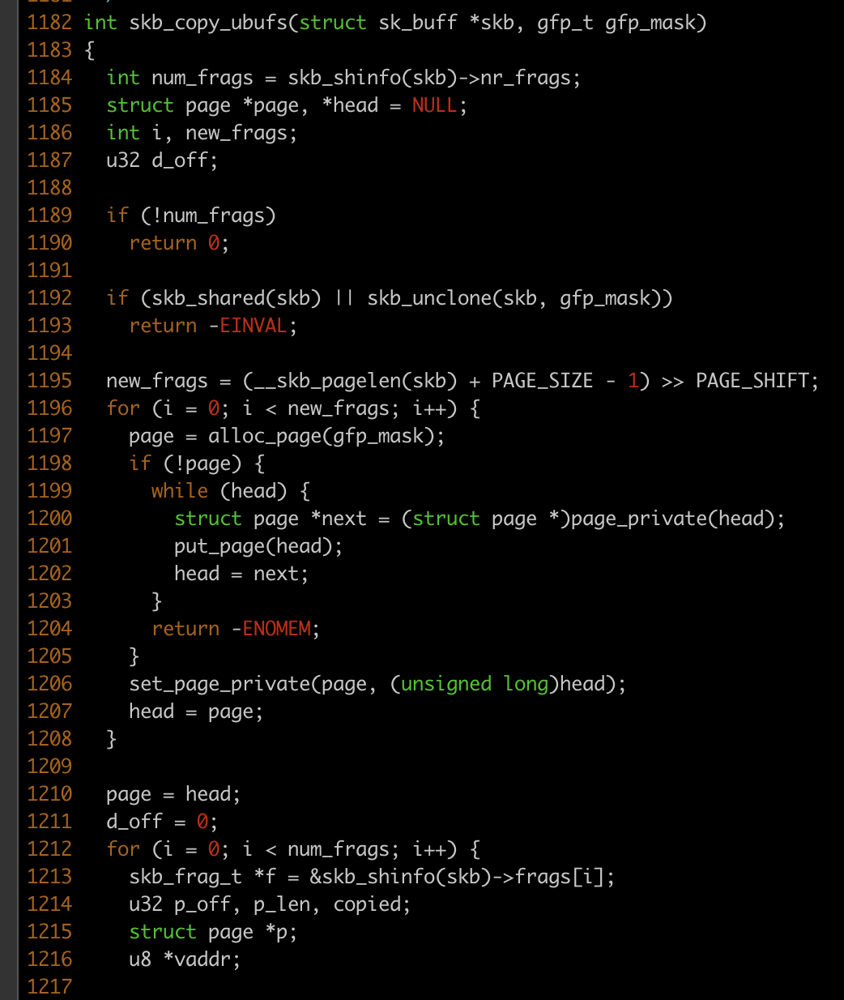 1182 int skb_copy_ubufs(struct sk_buff *skb, gfp_t gfp_mask)
1183 {
1184   int num_frags = skb_shinfo(skb)->nr_frags;
1185   struct page *page, *head = NULL;
1186   int i, new_frags;
1187   u32 d_off;
1188
1189   if (!num_frags)
1190     return 0;
1191
1192   if (skb_shared(skb) || skb_unclone(skb, gfp_mask))
1193     return -EINVAL;
1194
1195   new_frags = (__skb_pagelen(skb) + PAGE_SIZE - 1) >> PAGE_SHIFT;
1196   for (i = 0; i < new_frags; i++) {
1197     page = alloc_page(gfp_mask);
1198     if (!page) {
1199       while (head) {
1200         struct page *next = (struct page *)page_private(head);
1201         put_page(head);
1202         head = next;
1203       }
1204       return -ENOMEM;
1205     }
1206     set_page_private(page, (unsigned long)head);
1207     head = page;
1208   }
1209
1210   page = head;
1211   d_off = 0;
1212   for (i = 0; i < num_frags; i++) {
1213     skb_frag_t *f = &skb_shinfo(skb)->frags[i];
1214     u32 p_off, p_len, copied;
1215     struct page *p;
1216     u8 *vaddr;
1217